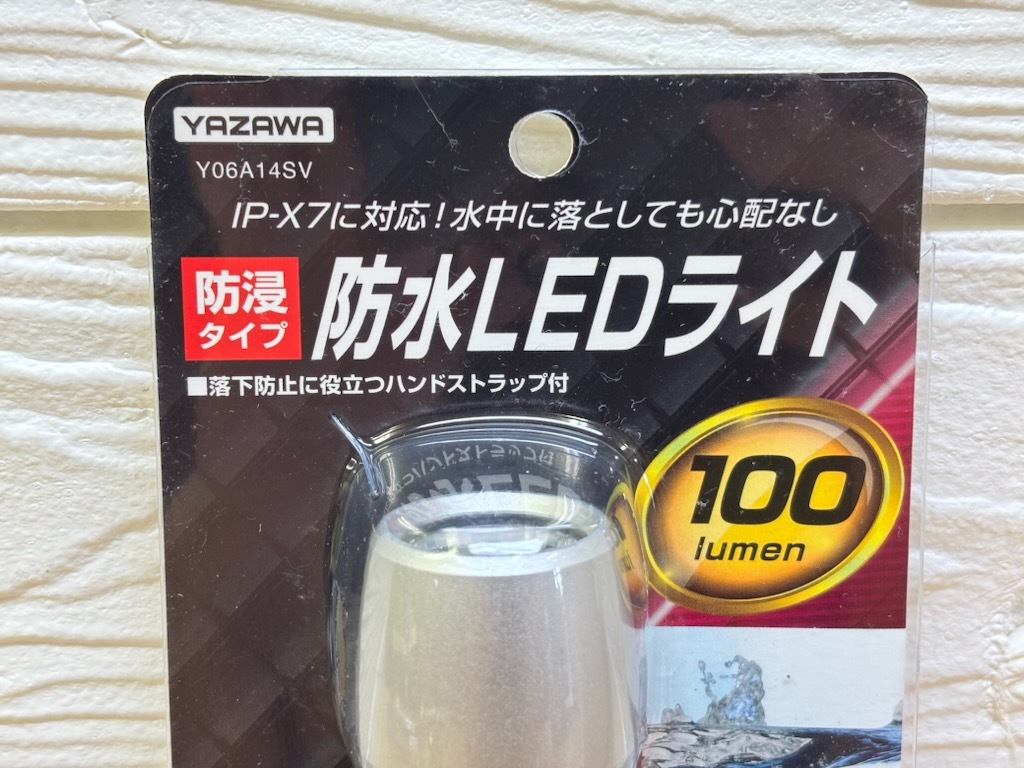 YAZAWA
Y06A14SV
IP-X7に対応!水中に落としても心配なし
防浸
タイプ
防水LEDライト
■落下防止に役立つハンドストラップ付
100
lumen